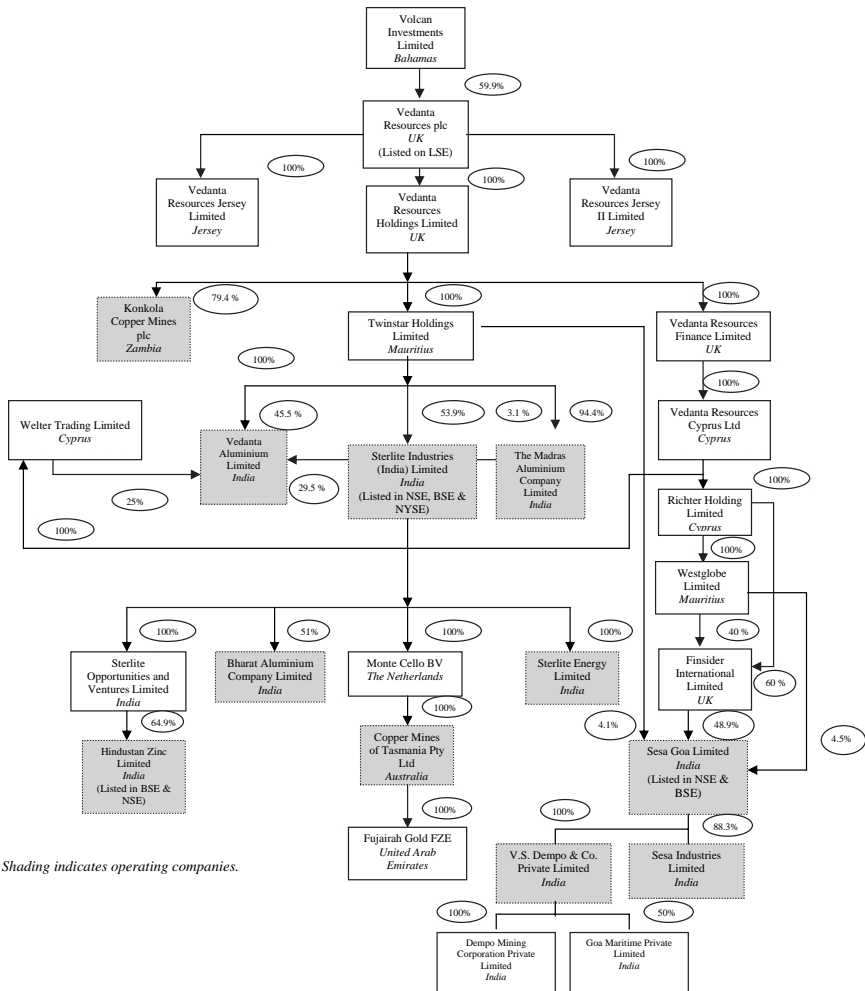 Volcan
Investments
Limited
Bahamas
59.9%
Vedanta
Resources plc
UK
(Listed on LSE)
100%
100%
100%
Vedanta
Resources Jersey
Limited
Jersey
Vedanta
Resources
Holdings Limited
UK
Vedanta
Resources Jersey
II Limited
Jersey
79.4 %
100%
100%
Konkola
Copper Mines
plc
Zambia
Twinstar Holdings
Limited
Mauritius
Vedanta Resources
Finance Limited
UK
100%
100%
Welter Trading Limited
Cyprus
45.5 %
53.9%
3.1 %
94.4%
Vedanta Resources
Cyprus Ltd
Cyprus
Vedanta
Aluminium
Limited
India
Sterlite Industries
(India) Limited
India
(Listed in NSE, BSE &
NYSE)
The Madras
Aluminium
Company
Limited
India
25%
29.5 %
100%
Richter Holding
Limited
Cyprus
100%
100%
Westglobe
Limited
Mauritius
100%
51%
100%
100%
40 %
Sterlite
Opportunities and
Ventures Limited
India
Bharat Aluminium
Company Limited
India
Monte Cello BV
The Netherlands
Sterlite Energy
Limited
India
Finsider
International
Limited
UK
60 %
64.9%
100%
4.1%
48.9%
4.5%
Hindustan Zinc
Limited
India
(Listed in BSE &
NSE)
Copper Mines
of Tasmania Pty
Ltd
Australia
Sesa Goa Limited
India
(Listed in NSE &
BSE)
100%
100%
88.3%
Fujairah Gold FZE
United Arab
Emirates
V.S. Dempo & Co.
Private Limited
India
Sesa Industries
Limited
India
Shading indicates operating companies.
100%
50%
Dempo Mining
Corporation Private
Limited
India
Goa Maritime Private
Limited
India